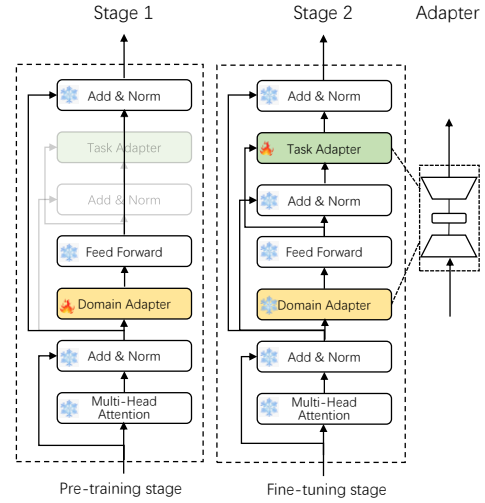 Stage 1
Stage 2
Adapter
Add & Norm
Task Adapter
Add & Norm
Feed Forward
Domain Adapter
Add & Norm
Multi-Head
Attention
Pre-training stage
Add & Norm
Task Adapter
Add & Norm
Feed Forward
Domain Adapter
Add & Norm
Multi-Head
Attention
Fine-tuning stage